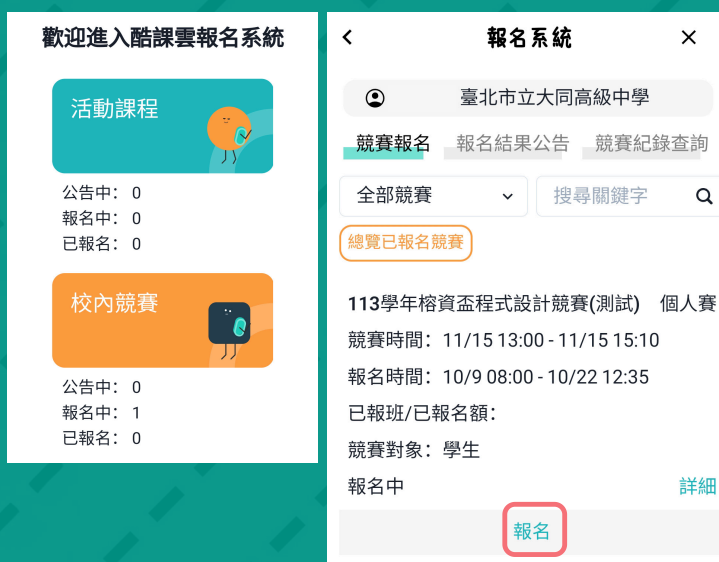 歡迎進入酷課雲報名系統
活動課程
公告中： 0
報名中： 0
已報名： 0
校內競賽
公告中： 0
報名中： 1
已報名： 0
報名系統
臺北市立大同高級中學
競賽報名 報名結果公告 競賽紀錄查詢
全部競賽 搜尋關鍵字
總覽已報名競賽
113學年榕資盃程式設計競賽(測試) 個人賽
競賽時間：11/15 13:00 - 11/15 15:10
報名時間：10/9 08:00 - 10/22 12:35
已報班/已報名額：
競賽對象：學生
報名中 詳細
報名